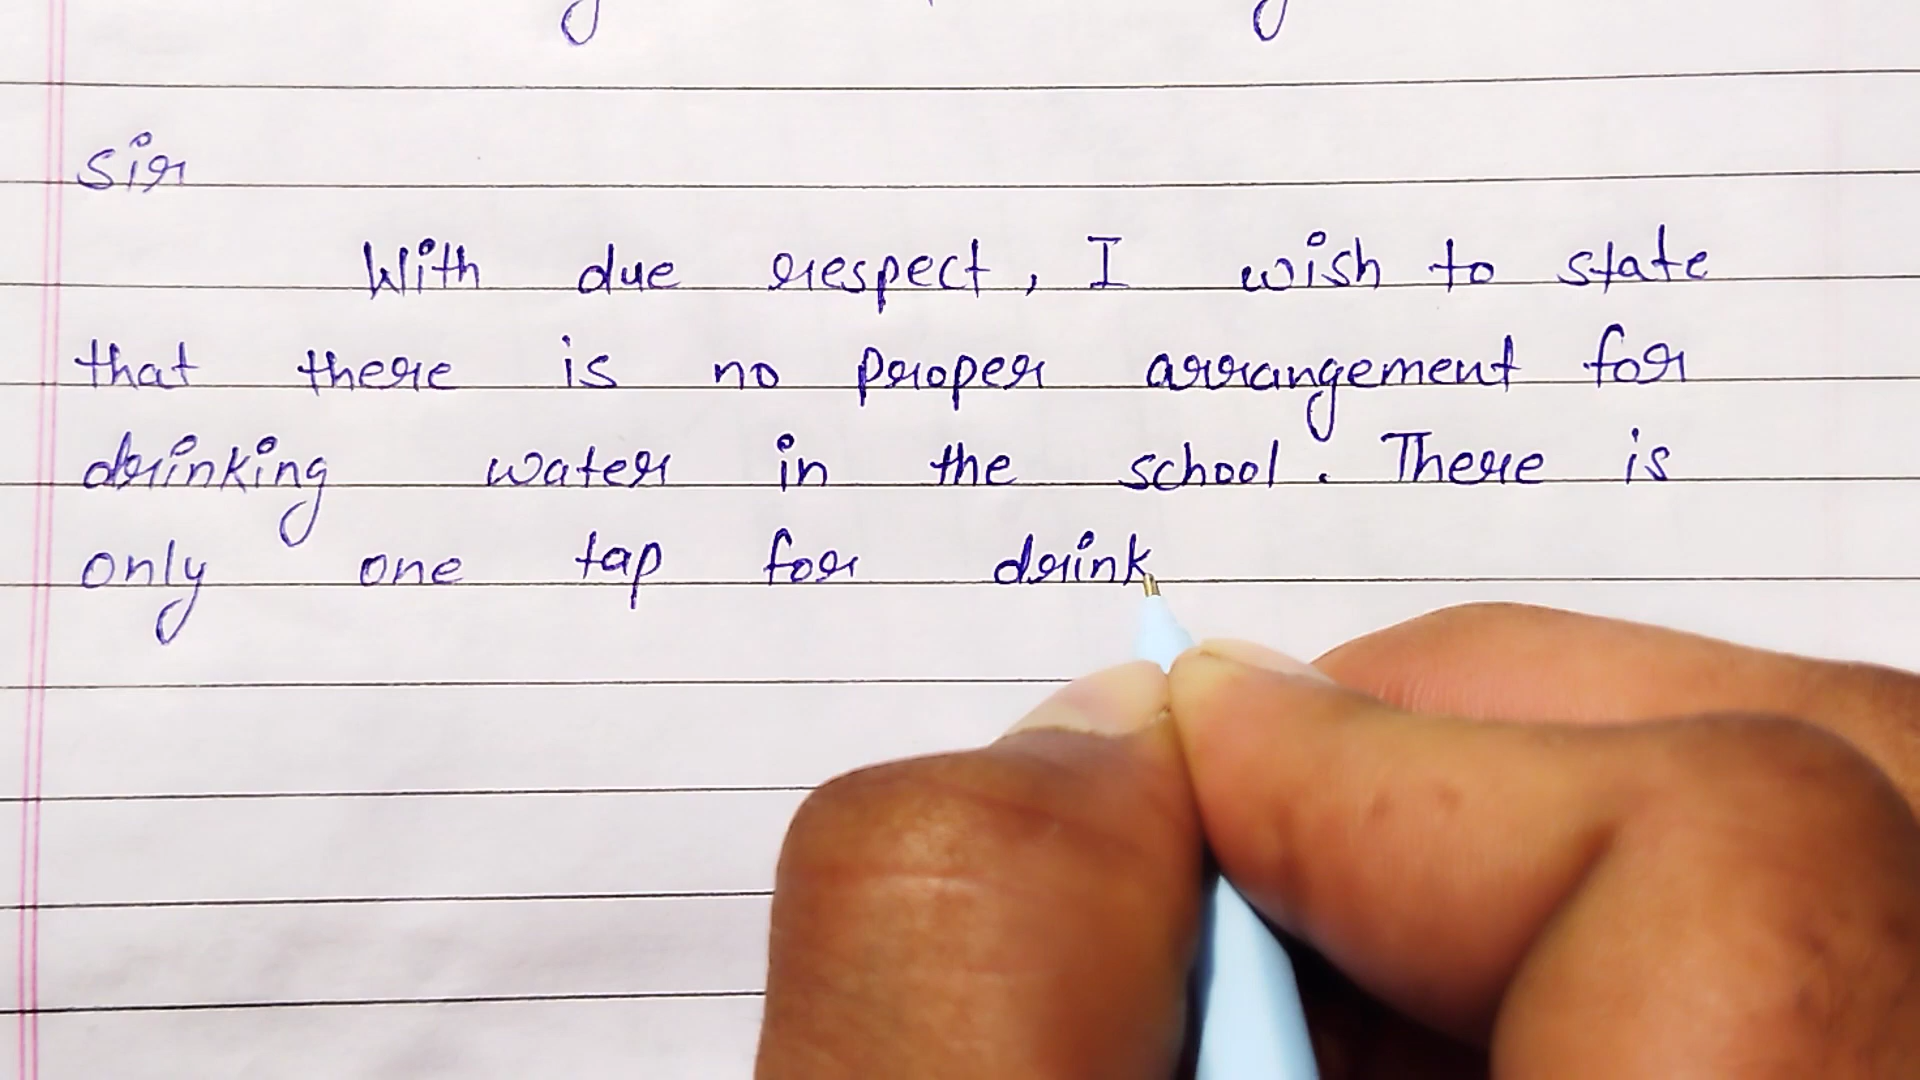 Sir
With due respect, I wish to state
that there is no proper arrangement for
drinking water in the school. There is
only one tap for drink